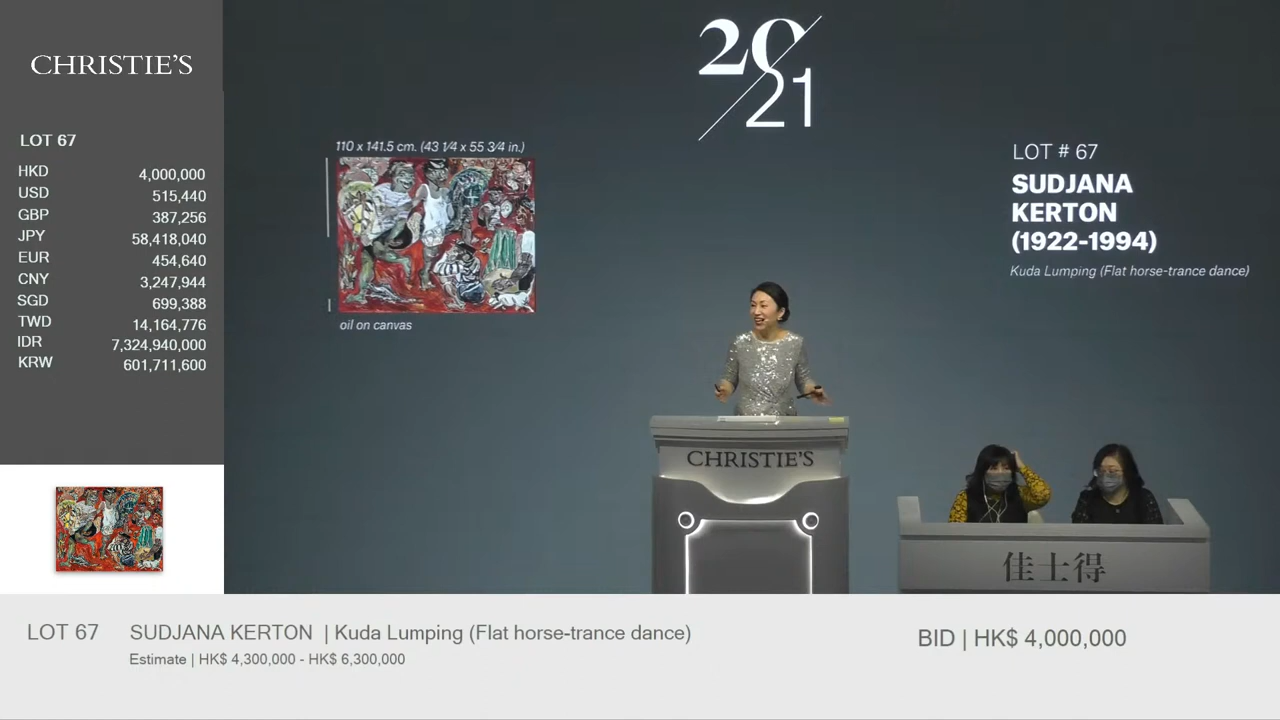 CHRISTIE'S
LOT 67
HKD 4,000,000
USD 515,440
GBP 387,256
JPY 58,418,040
EUR 454,640
CNY 3,247,944
SGD 699,388
TWD 14,164,776
IDR 7,324,940,000
KRW 601,711,600
20/21
110 x 141.5 cm. (43 1/4 x 55 3/4 in.)
oil on canvas
LOT # 67
SUDJANA
KERTON
(1922-1994)
Kuda Lumping (Flat horse-trance dance)
CHRISTIE'S
佳士得
LOT 67 SUDJANA KERTON | Kuda Lumping (Flat horse-trance dance)
Estimate | HK$ 4,300,000 - HK$ 6,300,000
BID | HK$ 4,000,000